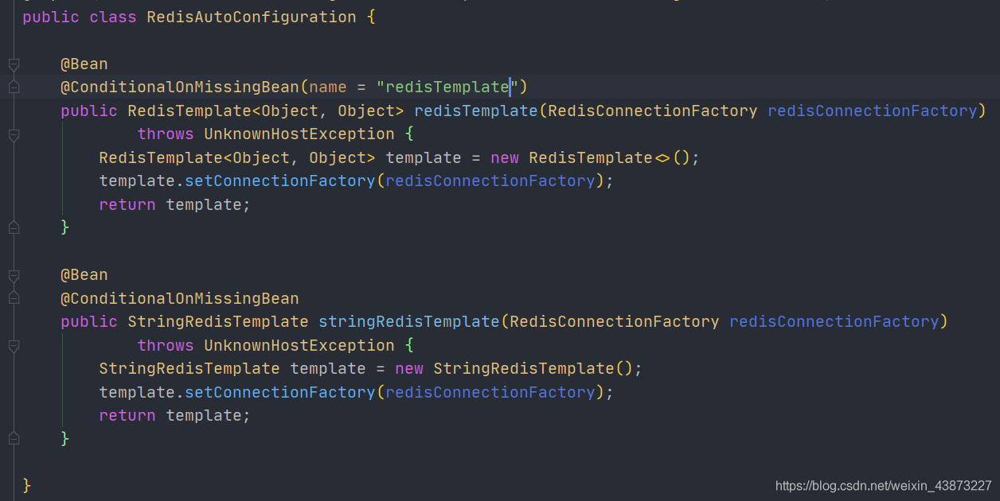 public class RedisAutoConfiguration {
@Bean
@ConditionalOnMissingBean(name = "redisTemplate")
public RedisTemplate<Object, Object> redisTemplate(RedisConnectionFactory redisConnectionFactory)
throws UnknownHostException {
RedisTemplate<Object, Object> template = new RedisTemplate<>();
template.setConnectionFactory(redisConnectionFactory);
return template;
}
@Bean
@ConditionalOnMissingBean
public StringRedisTemplate stringRedisTemplate(RedisConnectionFactory redisConnectionFactory)
throws UnknownHostException {
StringRedisTemplate template = new StringRedisTemplate();
template.setConnectionFactory(redisConnectionFactory);
return template;
}
}
https://blog.csdn.net/weixin_43873227